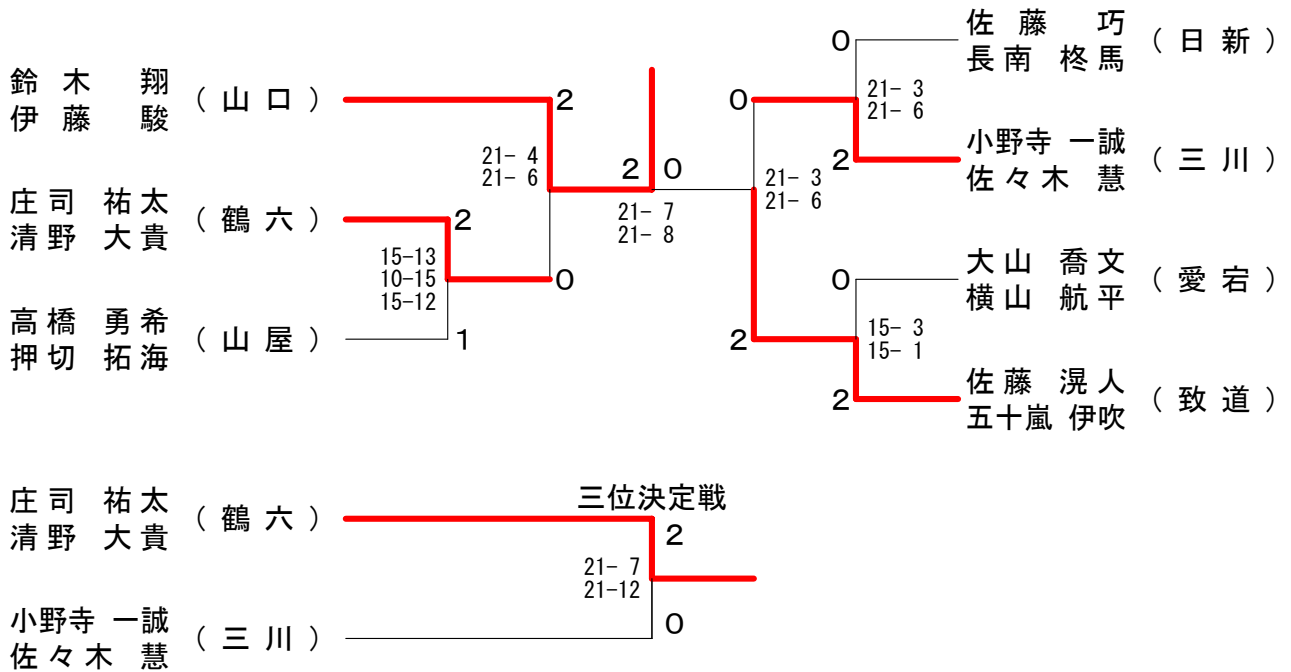 鈴木 翔
伊藤 駿
(山口)
2
21- 4
21- 6
庄司 祐太
清野 大貴
(鶴六)
2
15-13
10-15
15-12
0
高橋 勇希
押切 拓海
(山屋)
1
2 0
21- 7
21- 8
佐藤 巧
長南 柊馬
(日新)
0
21- 3
21- 6
0
小野寺 一誠
佐々木 慧
(三川)
2
21- 3
21- 6
大山 喬文
横山 航平
(愛宕)
0
15- 3
15- 1
2
佐藤 滉人
五十嵐 伊吹
(致道)
2
三位決定戦
庄司 祐太
清野 大貴
(鶴六)
2
21- 7
21-12
小野寺 一誠
佐々木 慧
(三川)
0